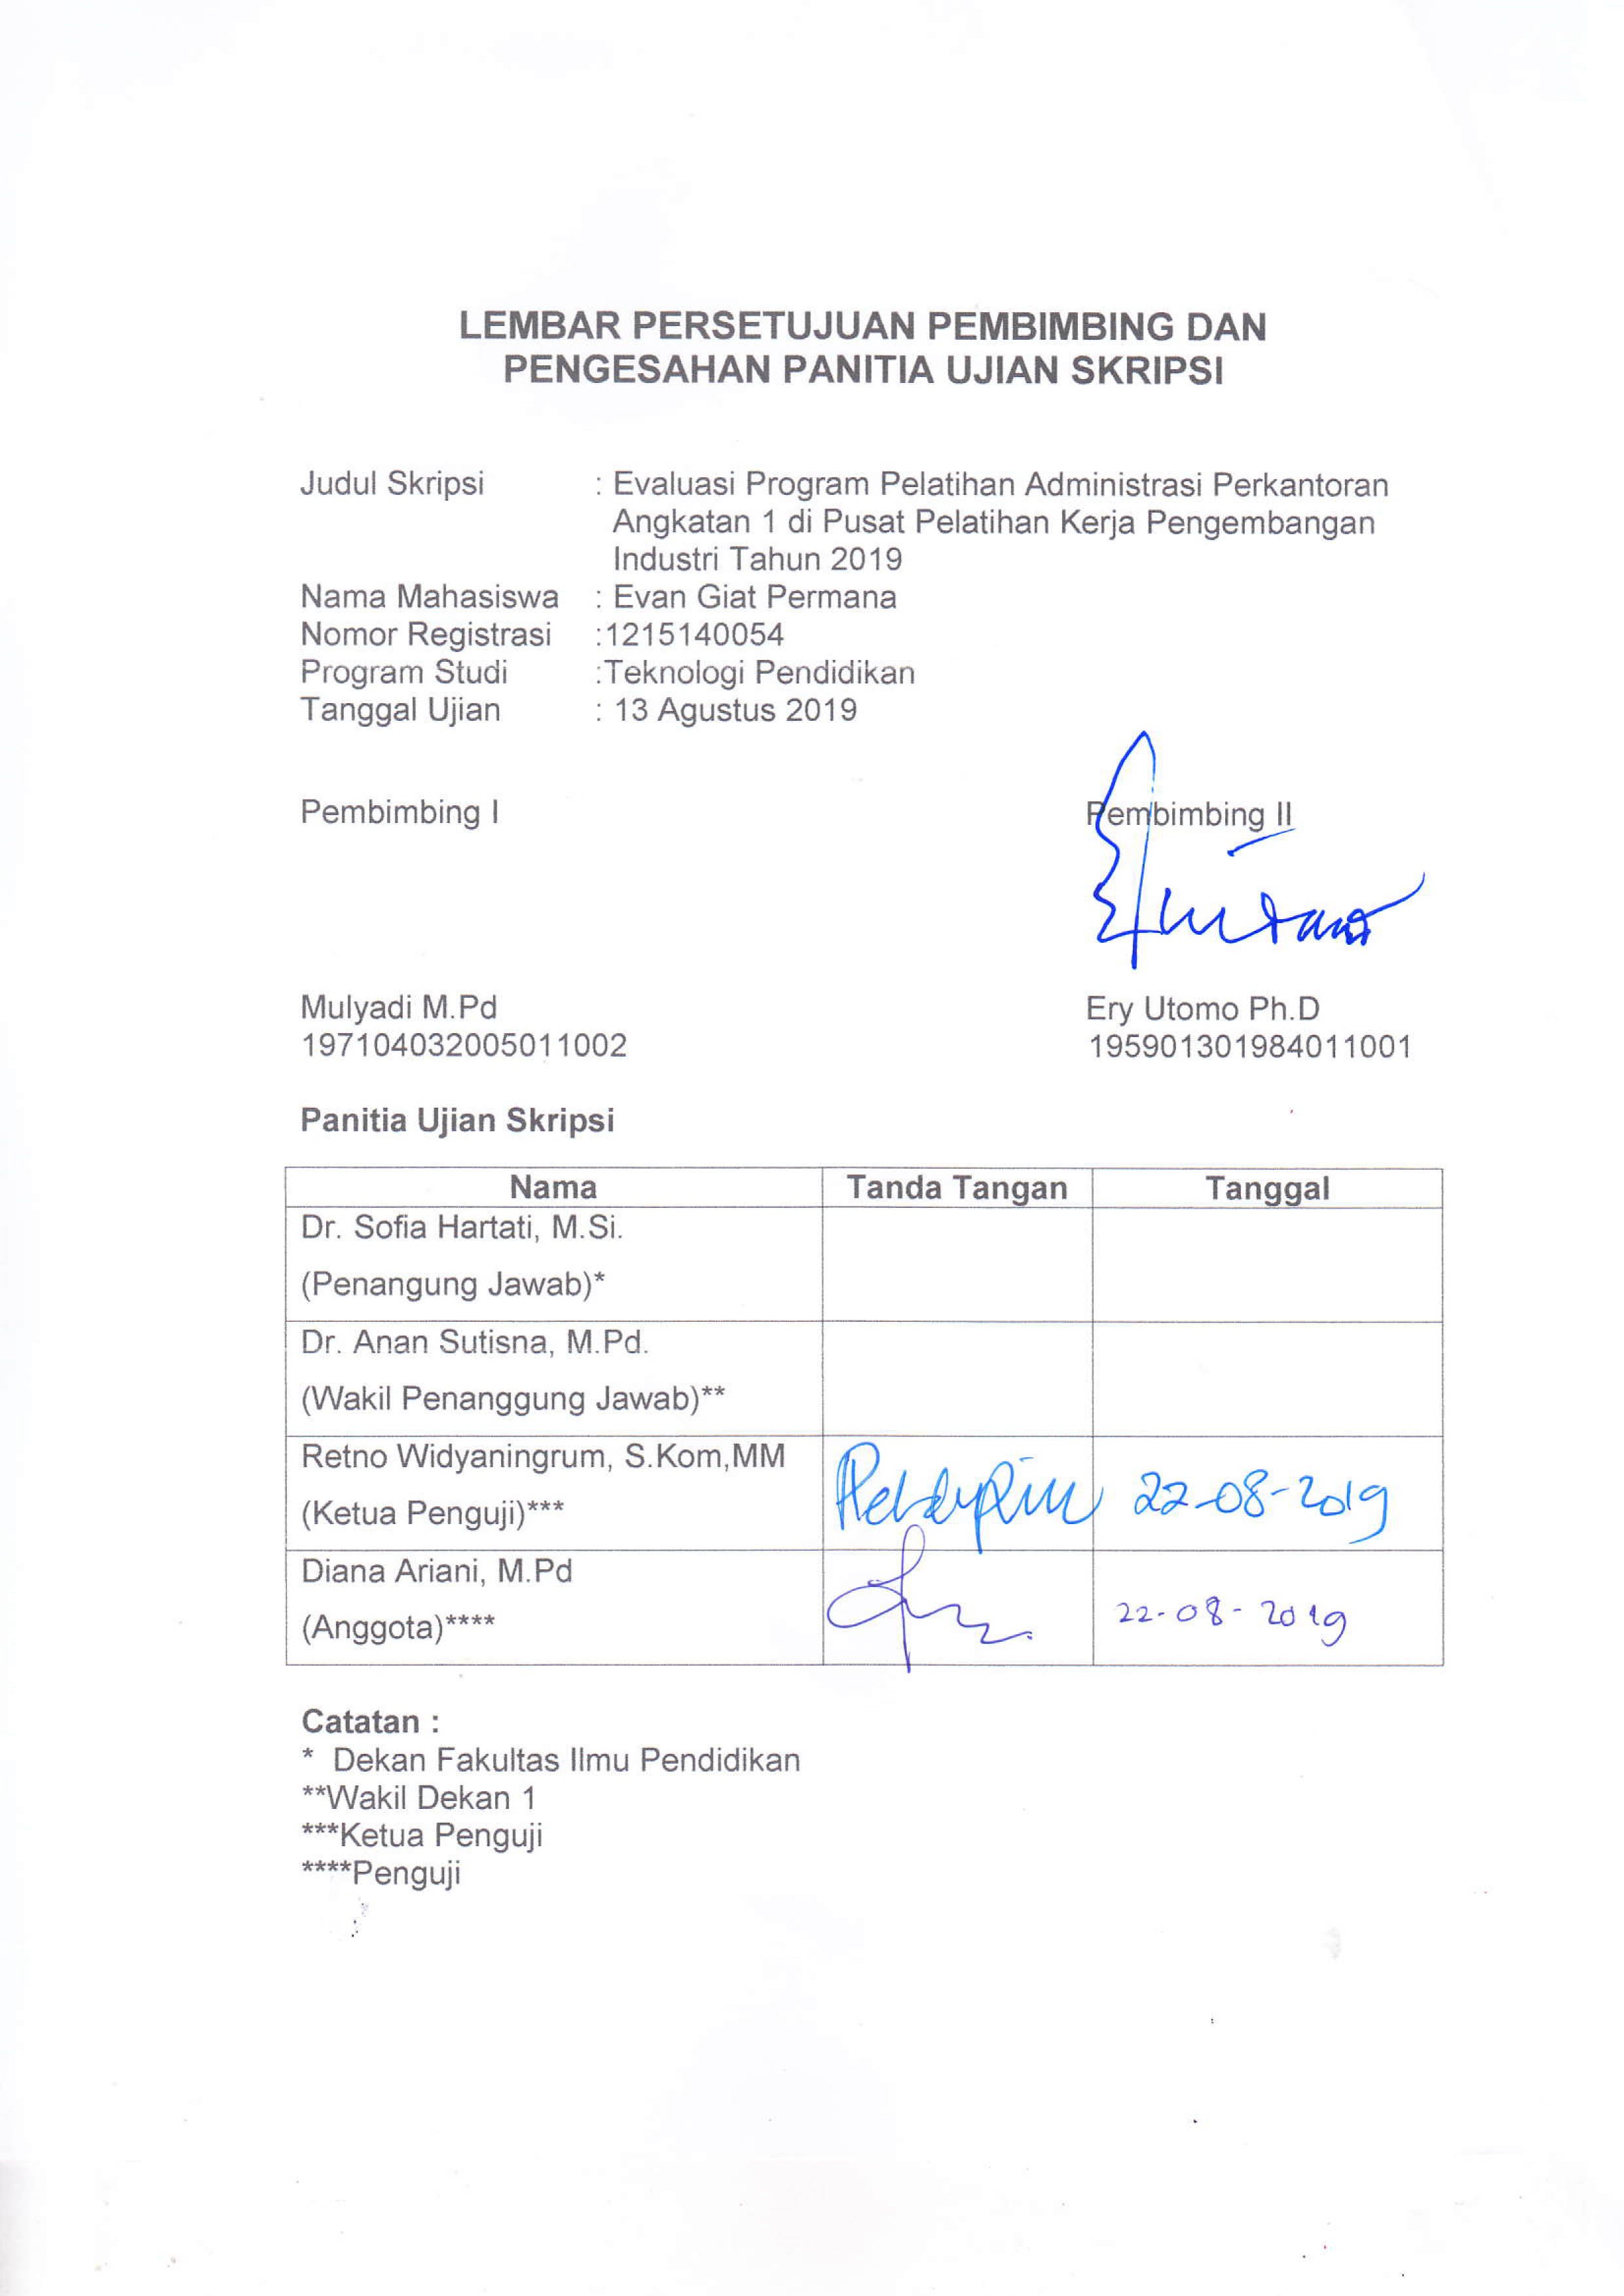 LEMBAR PERSETUJUAN PEMBIMBING DAN
PENGESAHAN PANITIA UJIAN SKRIPSI
Judul Skripsi : Evaluasi Program Pelatihan Administrasi Perkantoran
Angkatan 1 di Pusat Pelatihan Kerja Pengembangan
Industri Tahun 2019
Nama Mahasiswa : Evan Giat Permana
Nomor Registrasi :1215140054
Program Studi :Teknologi Pendidikan
Tanggal Ujian : 13 Agustus 2019
Pembimbing I Pembimbing II
Mulyadi M.Pd Ery Utomo Ph.D
197104032005011002 195901301984011001
Panitia Ujian Skripsi
Nama Tanda Tangan Tanggal
Dr. Sofia Hartati, M.Si.
(Penangung Jawab)*
Dr. Anan Sutisna, M.Pd.
(Wakil Penanggung Jawab)**
Retno Widyaningrum, S.Kom,MM
(Ketua Penguji)*** 22-08-2019
Diana Ariani, M.Pd
(Anggota)**** 22-08-2019
Catatan :
* Dekan Fakultas Ilmu Pendidikan
**Wakil Dekan 1
***Ketua Penguji
****Penguji